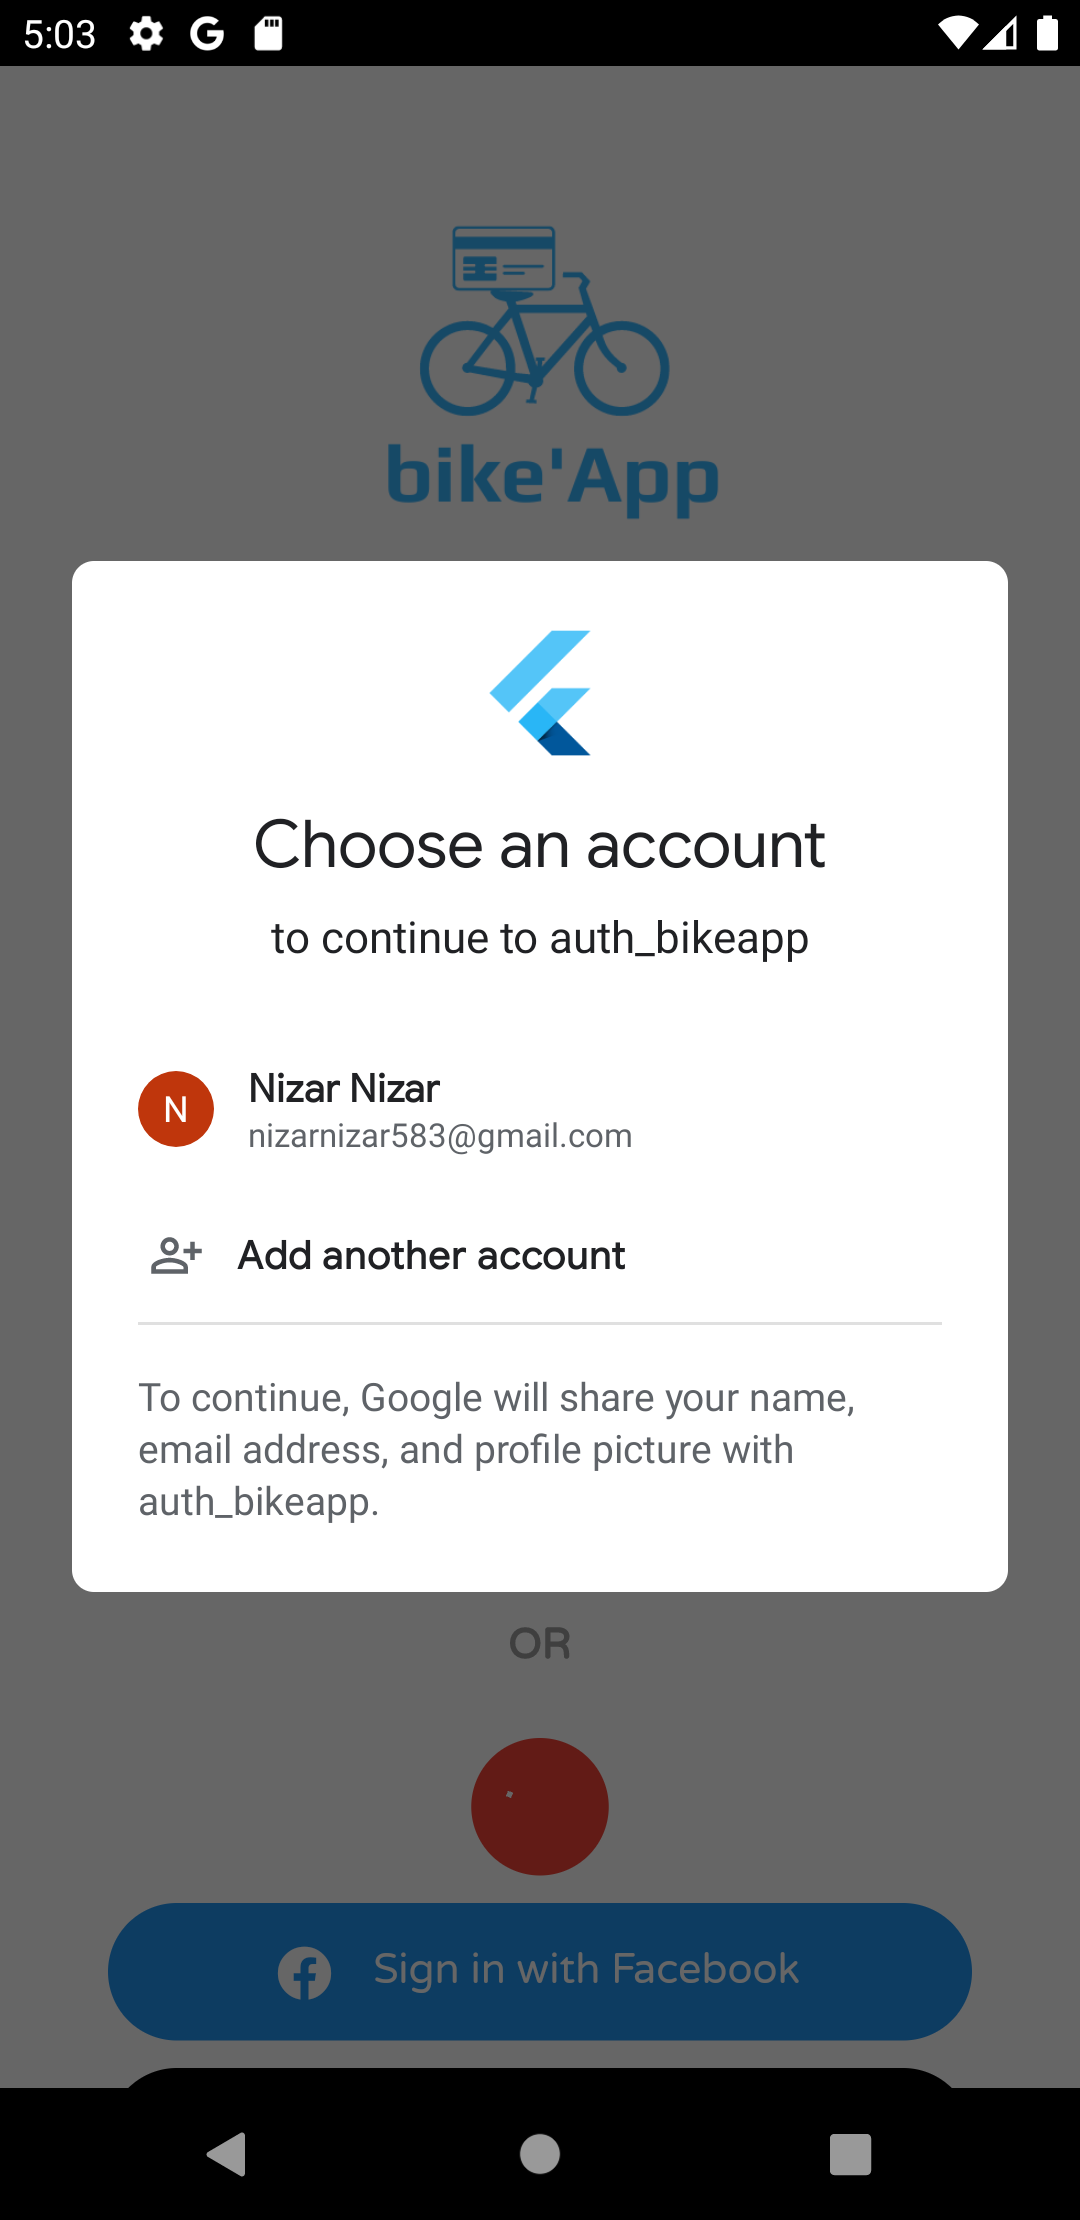 5:03
bike'App
Choose an account
to continue to auth_bikeapp
N
Nizar Nizar
nizarnizar583@gmail.com
Add another account
To continue, Google will share your name,
email address, and profile picture with
auth_bikeapp.
OR
Sign in with Facebook